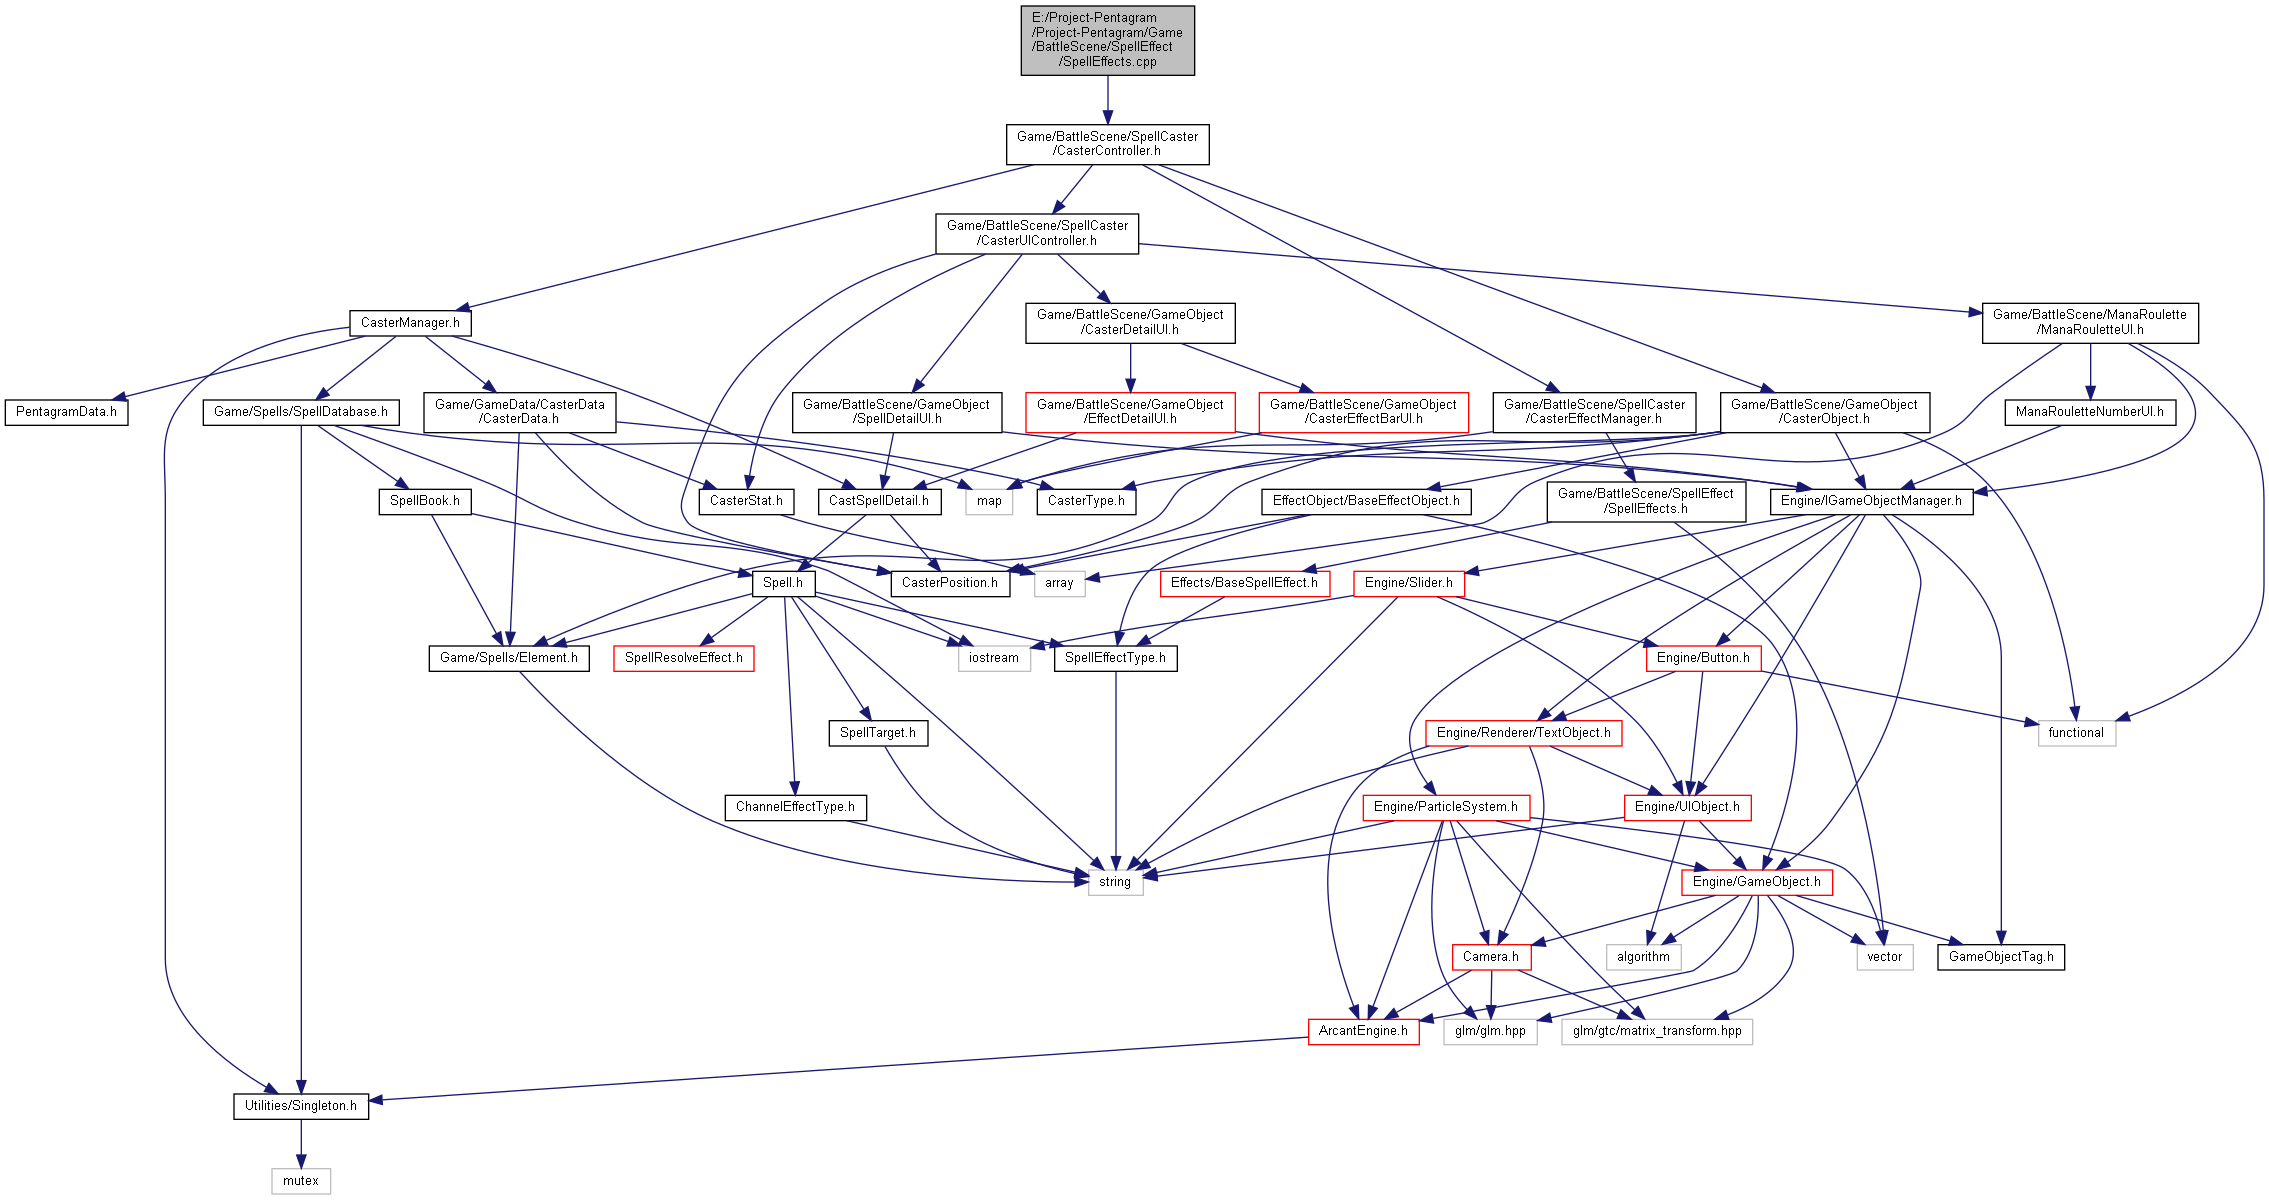 E:/Project-Pentagram
/Project-Pentagram/Game
/BattleScene/SpellEffect
/SpellEffects.cpp
Game/BattleScene/SpellCaster
/CasterController.h
Game/BattleScene/SpellCaster
/CasterUIController.h
CasterManager.h
Game/BattleScene/GameObject
/CasterDetailUI.h
Game/BattleScene/ManaRoulette
/ManaRouletteUI.h
PentagramData.h
Game/Spells/SpellDatabase.h
Game/GameData/CasterData
/CasterData.h
Game/BattleScene/GameObject
/SpellDetailUI.h
Game/BattleScene/GameObject
/EffectDetailUI.h
Game/BattleScene/GameObject
/CasterEffectBarUI.h
Game/BattleScene/SpellCaster
/CasterEffectManager.h
Game/BattleScene/GameObject
/CasterObject.h
ManaRouletteNumberUI.h
SpellBook.h
CasterStat.h
CastSpellDetail.h
map
CasterType.h
EffectObject/BaseEffectObject.h
Game/BattleScene/SpellEffect
/SpellEffects.h
Engine/IGameObjectManager.h
Spell.h
CasterPosition.h
array
Effects/BaseSpellEffect.h
Engine/Slider.h
Game/Spells/Element.h
SpellResolveEffect.h
iostream
SpellEffectType.h
Engine/Button.h
SpellTarget.h
Engine/Renderer/TextObject.h
functional
ChannelEffectType.h
Engine/ParticleSystem.h
Engine/UIObject.h
string
Engine/GameObject.h
Camera.h
algorithm
vector
GameObjectTag.h
ArcantEngine.h
glm/glm.hpp
glm/gtc/matrix_transform.hpp
Utilities/Singleton.h
mutex